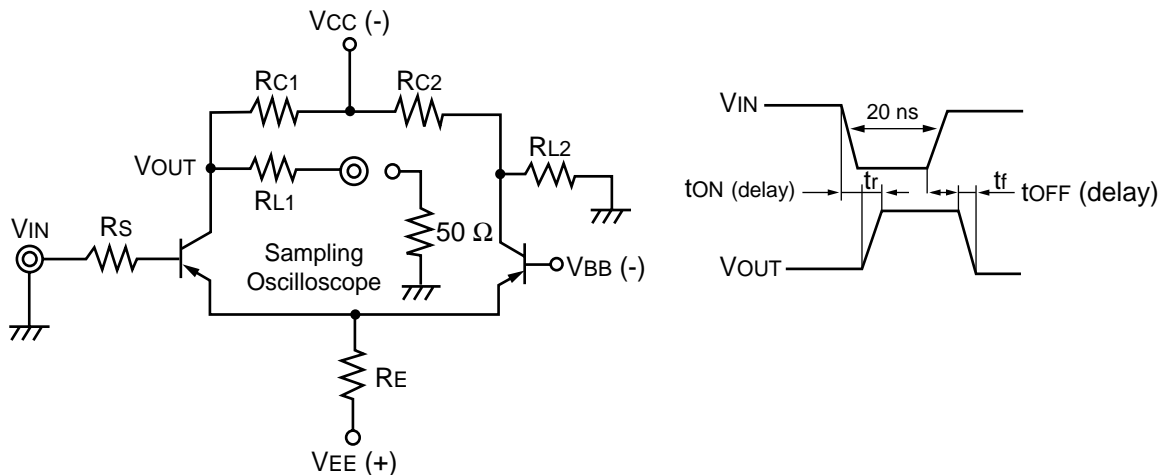 VCC (-)
RC1
RC2
VOUT
RL1
RL2
VIN
RS
50 Ω
Sampling
Oscilloscope
VBB (-)
RE
VEE (+)
VIN
20 ns
tON (delay)
tr
tf
tOFF (delay)
VOUT